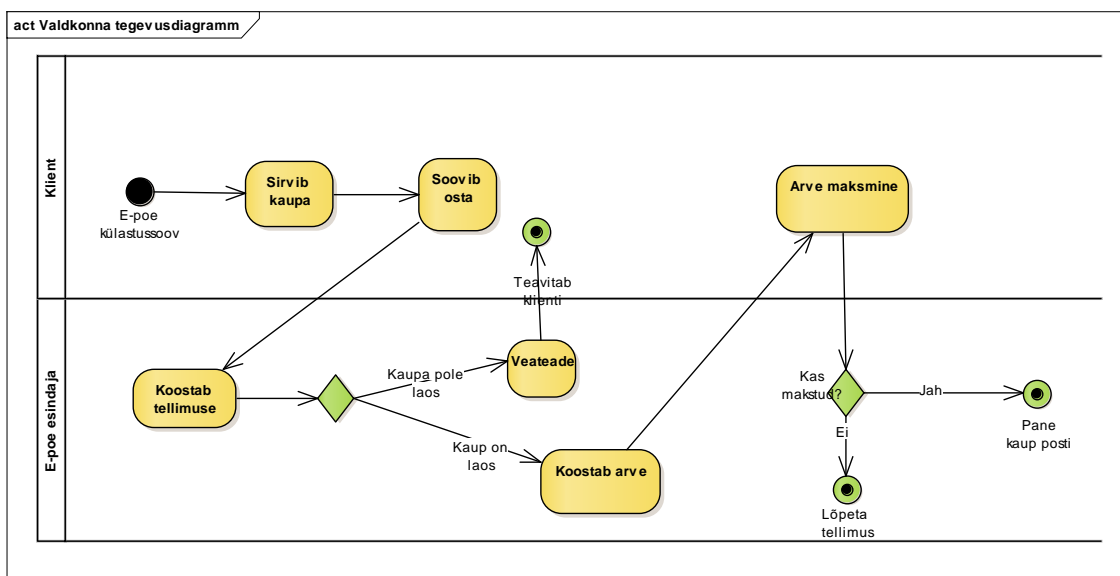 act Valdkonna tegevusdiagramm
Klient
E-poe
külastussoov
Sirvib
kaupa
Soovib
osta
Arve maksmine
Teavitab
klienti
E-poe esindaja
Koostab
tellimuse
Kaupa pole
laos
Veateade
Kaup on
laos
Koostab arve
Kas
makstud?
Jah
Ei
Pane
kaup posti
Lõpeta
tellimus